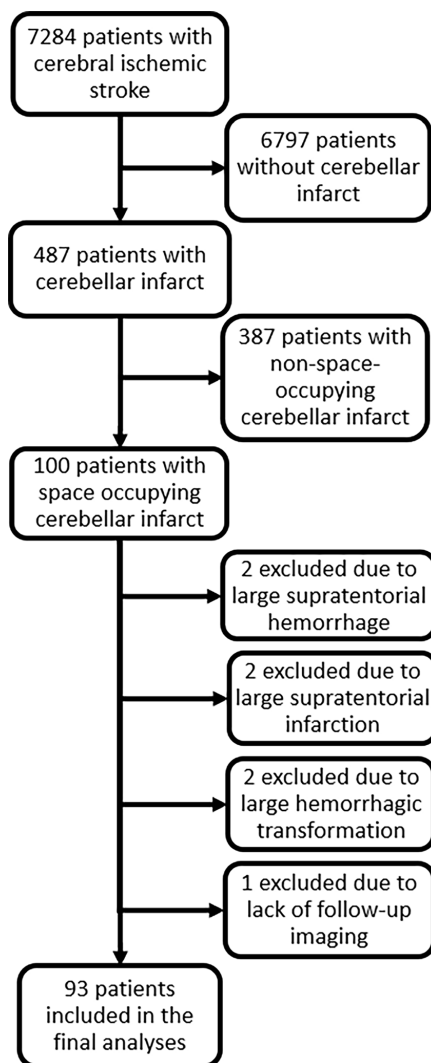 7284 patients with
cerebral ischemic
stroke
6797 patients
without cerebellar
infarct
487 patients with
cerebellar infarct
387 patients with
non-space-
occupying
cerebellar infarct
100 patients with
space occupying
cerebellar infarct
2 excluded due to
large supratentorial
hemorrhage
2 excluded due to
large supratentorial
infarction
2 excluded due to
large hemorrhagic
transformation
1 excluded due to
lack of follow-up
imaging
93 patients
included in the
final analyses